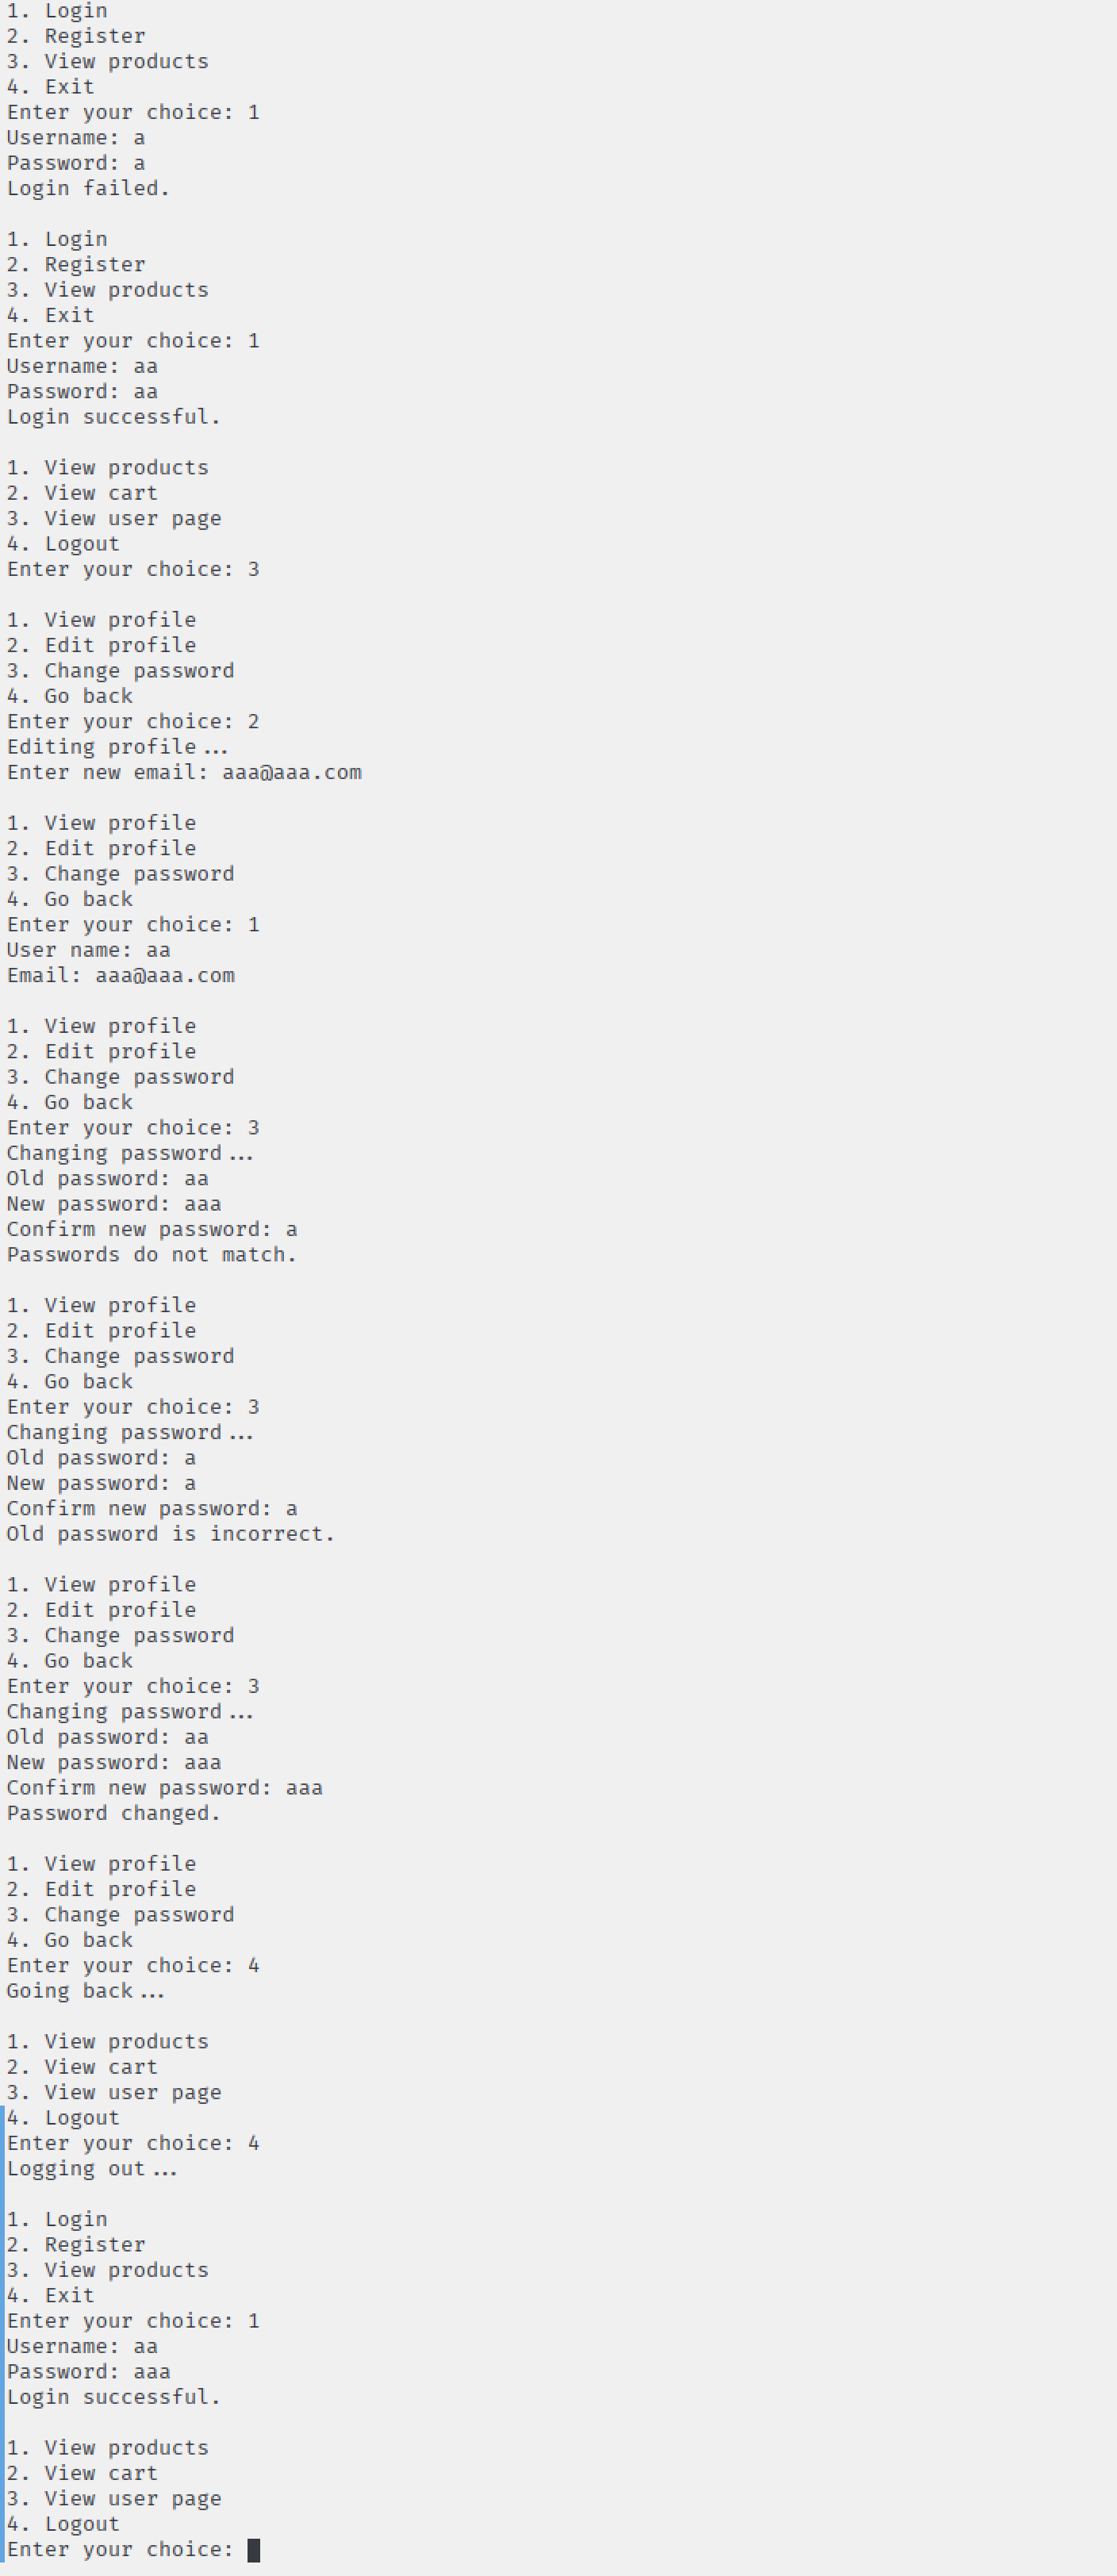 1. Login
2. Register
3. View products
4. Exit
Enter your choice: 1
Username: a
Password: a
Login failed.

1. Login
2. Register
3. View products
4. Exit
Enter your choice: 1
Username: aa
Password: aa
Login successful.

1. View products
2. View cart
3. View user page
4. Logout
Enter your choice: 3

1. View profile
2. Edit profile
3. Change password
4. Go back
Enter your choice: 2
Editing profile...
Enter new email: aaa@aaa.com

1. View profile
2. Edit profile
3. Change password
4. Go back
Enter your choice: 1
User name: aa
Email: aaa@aaa.com

1. View profile
2. Edit profile
3. Change password
4. Go back
Enter your choice: 3
Changing password...
Old password: aa
New password: aaa
Confirm new password: a
Passwords do not match.

1. View profile
2. Edit profile
3. Change password
4. Go back
Enter your choice: 3
Changing password...
Old password: a
New password: a
Confirm new password: a
Old password is incorrect.

1. View profile
2. Edit profile
3. Change password
4. Go back
Enter your choice: 3
Changing password...
Old password: aa
New password: aaa
Confirm new password: aaa
Password changed.

1. View profile
2. Edit profile
3. Change password
4. Go back
Enter your choice: 4
Going back...

1. View products
2. View cart
3. View user page
4. Logout
Enter your choice: 4
Logging out...

1. Login
2. Register
3. View products
4. Exit
Enter your choice: 1
Username: aa
Password: aaa
Login successful.

1. View products
2. View cart
3. View user page
4. Logout
Enter your choice: